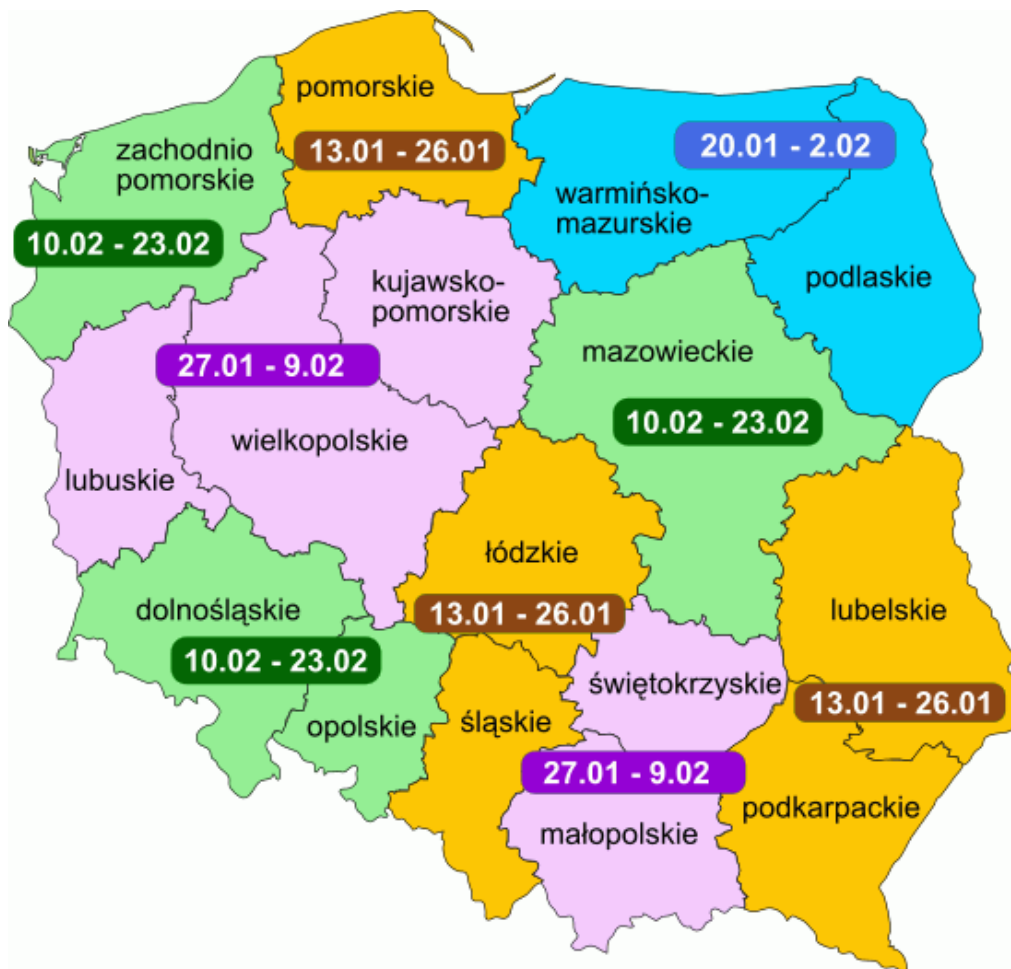 pomorskie
13.01 - 26.01
zachodnio
pomorskie
10.02 - 23.02
20.01 - 2.02
warmińsko-
mazurskie
podlaskie
kujawsko-
pomorskie
27.01 - 9.02
mazowieckie
10.02 - 23.02
wielkopolskie
lubuskie
łódzkie
13.01 - 26.01
dolnośląskie
10.02 - 23.02
opolskie
śląskie
lubelskie
świętokrzyskie
13.01 - 26.01
27.01 - 9.02
małopolskie
podkarpackie